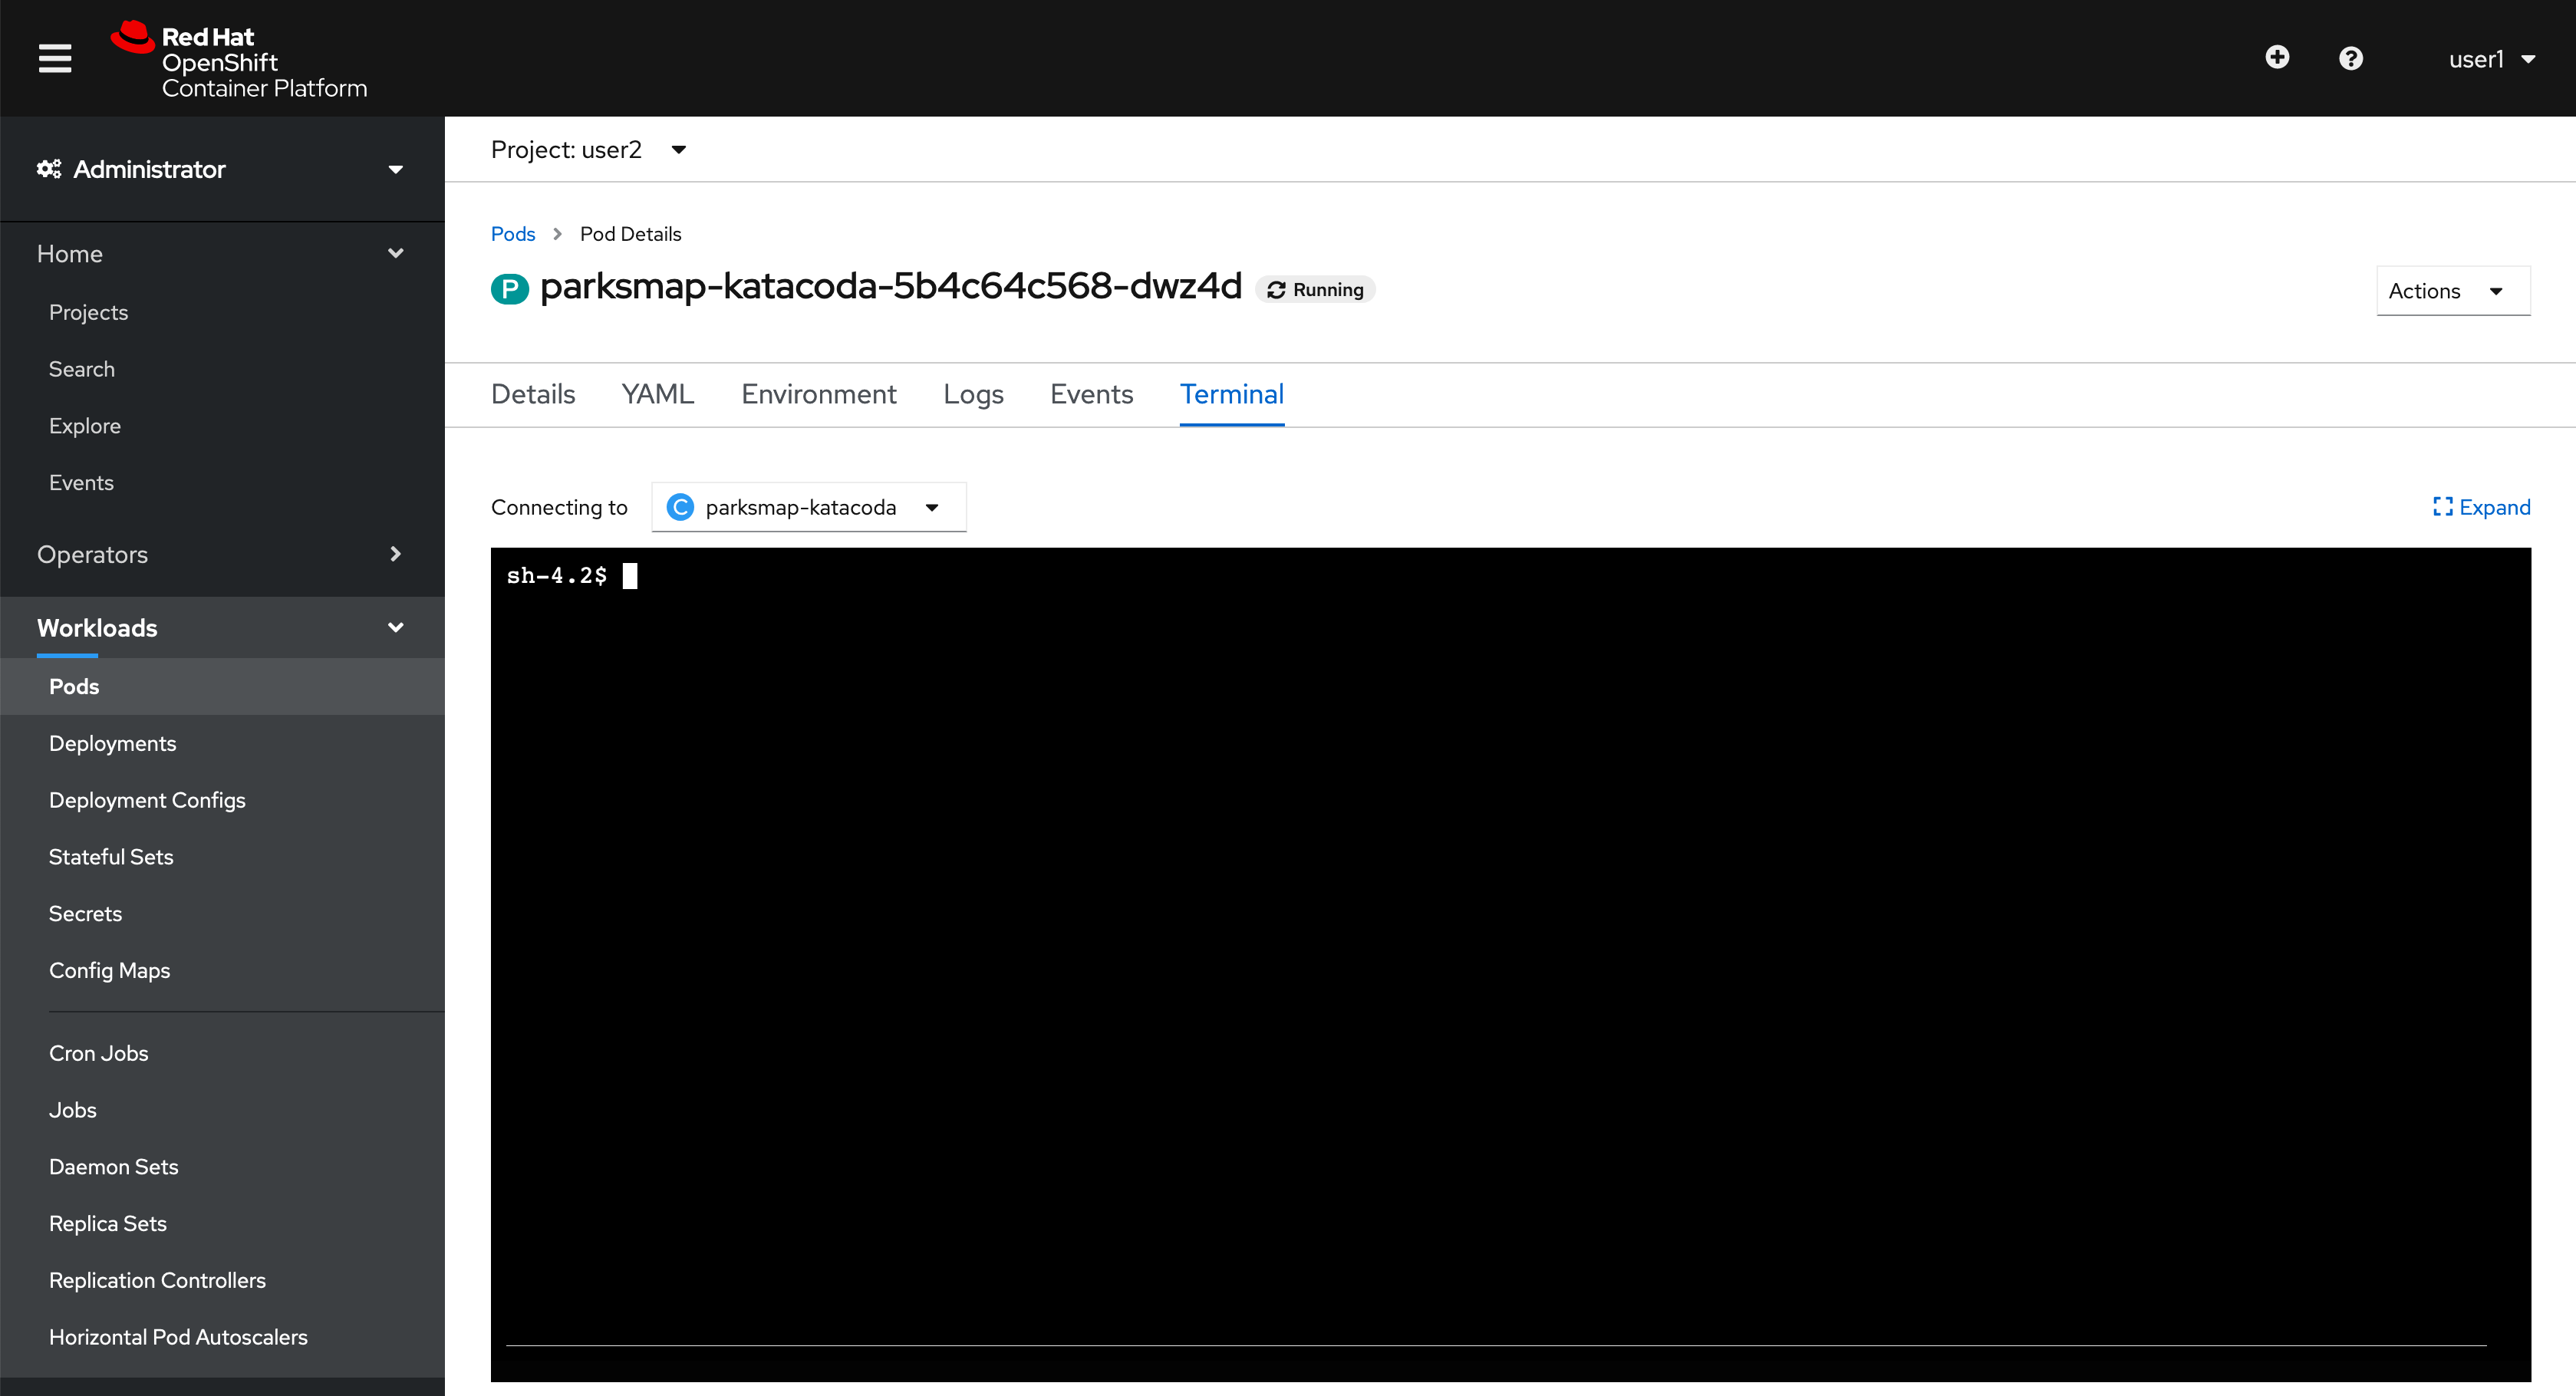 Red Hat
OpenShift
Container Platform
user1
Administrator
Home
Projects
Search
Explore
Events
Operators
Workloads
Pods
Deployments
Deployment Configs
Stateful Sets
Secrets
Config Maps
Cron Jobs
Jobs
Daemon Sets
Replica Sets
Replication Controllers
Horizontal Pod Autoscalers
Project: user2
Pods > Pod Details
P parksmap-katacoda-5b4c64c568-dwz4d Running
Actions
Details YAML Environment Logs Events Terminal
Connecting to C parksmap-katacoda
Expand
sh-4.2$